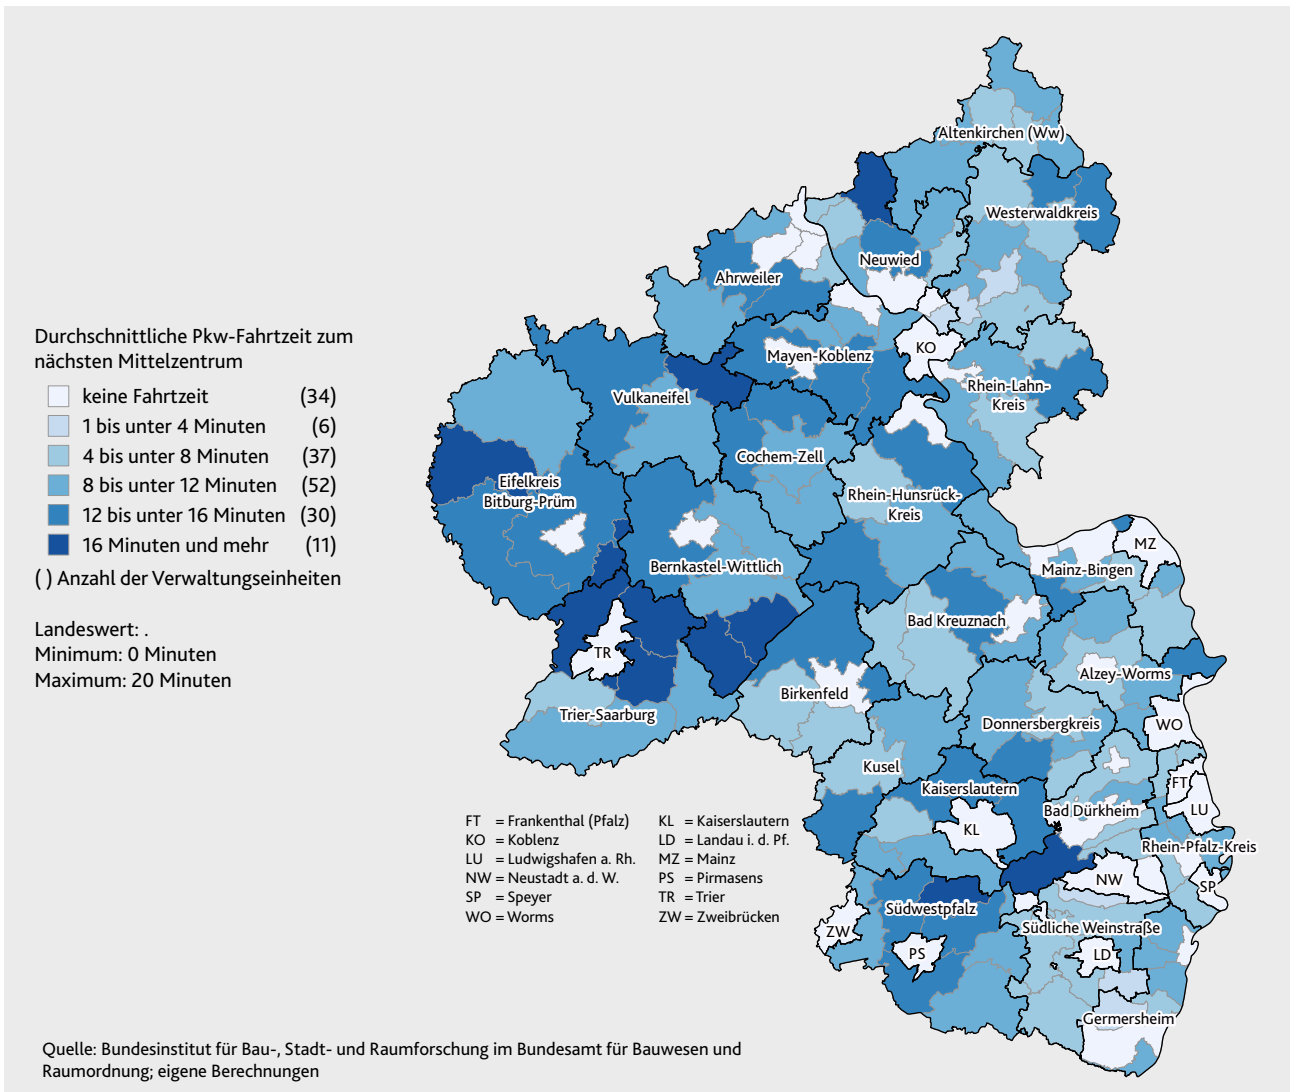 Durchschnittliche Pkw-Fahrtzeit zum
nächsten Mittelzentrum
keine Fahrtzeit (34)
1 bis unter 4 Minuten (6)
4 bis unter 8 Minuten (37)
8 bis unter 12 Minuten (52)
12 bis unter 16 Minuten (30)
16 Minuten und mehr (11)
( ) Anzahl der Verwaltungseinheiten
Landeswert: .
Minimum: 0 Minuten
Maximum: 20 Minuten
Altenkirchen (Ww)
Westerwaldkreis
Neuwied
Ahrweiler
Mayen-Koblenz
KO
Rhein-Lahn-
Kreis
Vulkaneifel
Cochem-Zell
Eifelkreis
Bitburg-Prüm
Rhein-Hunsrück-
Kreis
MZ
Mainz-Bingen
Bernkastel-Wittlich
Bad Kreuznach
TR
Alzey-Worms
Birkenfeld
Trier-Saarburg
Donnersbergkreis
WO
Kusel
Kaiserslautern
FT
Bad Dürkheim
LU
KL
Rhein-Pfalz-Kreis
NW
SP
Südwestpfalz
ZW
Südliche Weinstraße
PS
LD
Germersheim
FT = Frankenthal (Pfalz)
KO = Koblenz
LU = Ludwigshafen a. Rh.
NW = Neustadt a. d. W.
SP = Speyer
WO = Worms
KL = Kaiserslautern
LD = Landau i. d. Pf.
MZ = Mainz
PS = Pirmasens
TR = Trier
ZW = Zweibrücken
Quelle: Bundesinstitut für Bau-, Stadt- und Raumforschung im Bundesamt für Bauwesen und
Raumordnung; eigene Berechnungen